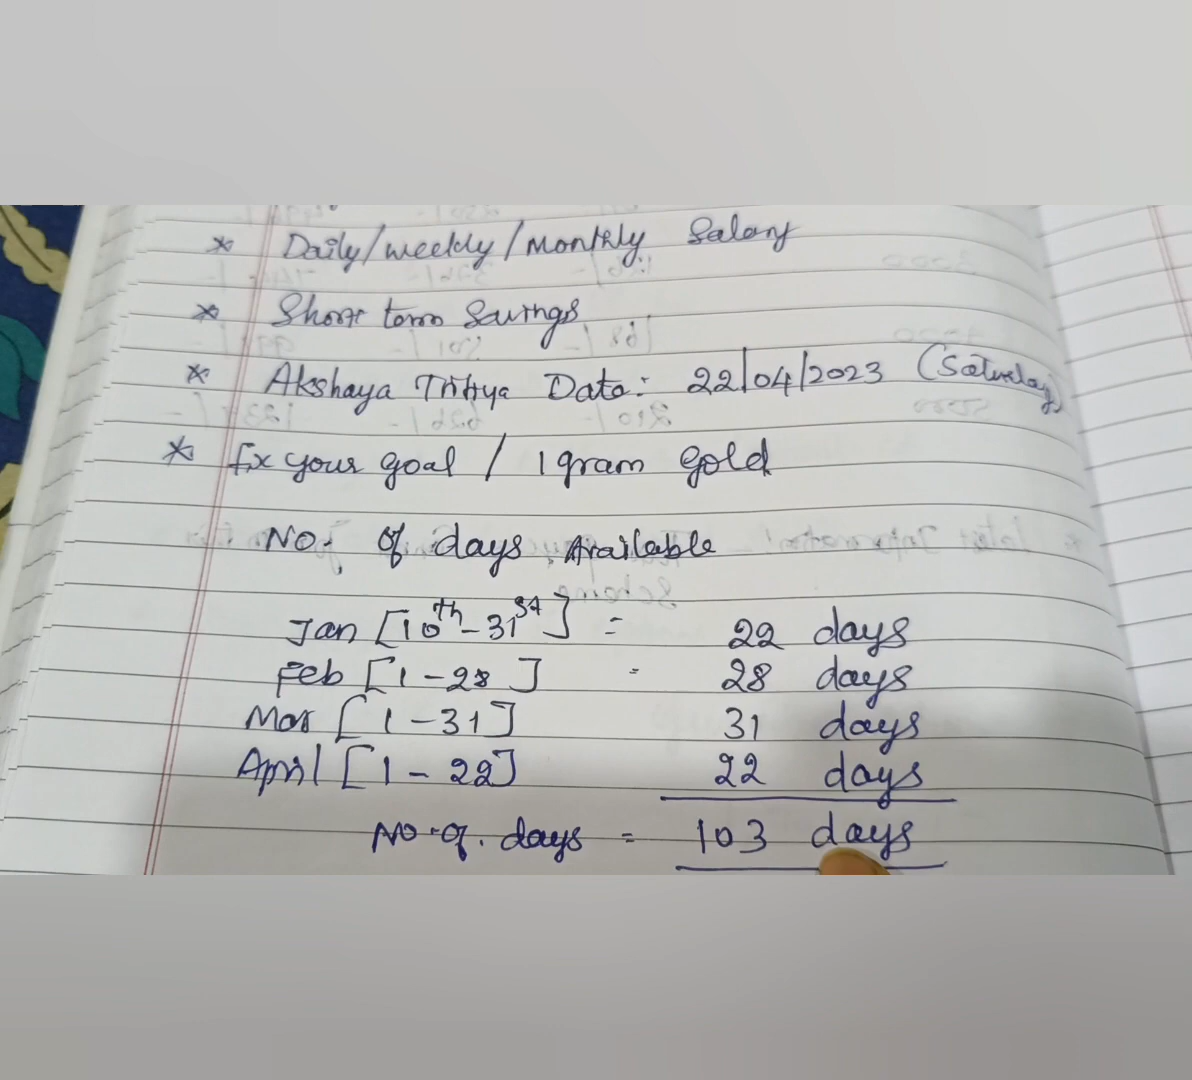 * Daily/weekly/Monthly Salary
* Short term Savings
* Akshaya Tritiya Date: 22/04/2023 (Saturday)
* Fix your goal / 1 gram gold
No. of days Available
Jan [10th - 31st] = 22 days
Feb [1 - 28] = 28 days
Mar [1 - 31] 31 days
April [1 - 22] 22 days
No. of. days = 103 days